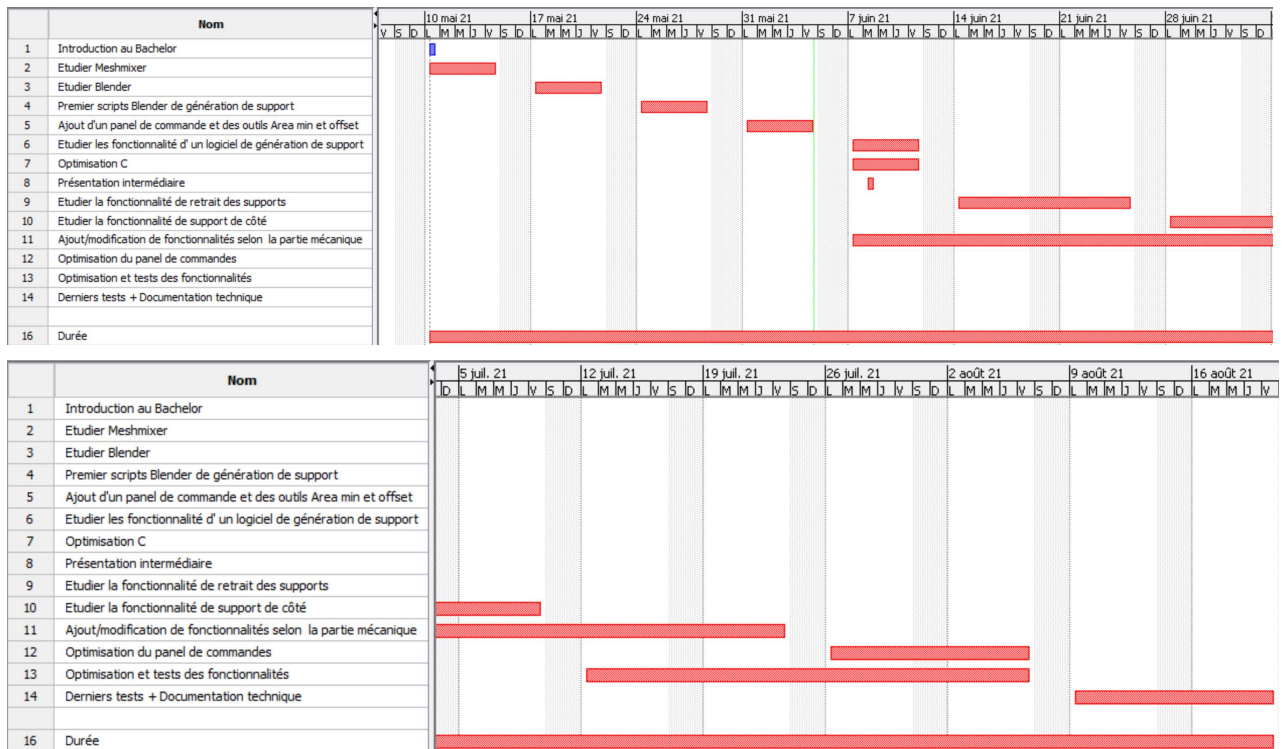 Nom
10 mai 21 17 mai 21 24 mai 21 31 mai 21 7 juin 21 14 juin 21 21 juin 21 28 juin 21
V S D L M M J V S D L M M J V S D L M M J V S D L M M J V S D L M M J V S D L M M J V S D L M M J V S D L M M J V S D
1 Introduction au Bachelor
2 Etudier Meshmixer
3 Etudier Blender
4 Premier scripts Blender de génération de support
5 Ajout d'un panel de commande et des outils Area min et offset
6 Etudier les fonctionnalité d' un logiciel de génération de support
7 Optimisation C
8 Présentation intermédiaire
9 Etudier la fonctionnalité de retrait des supports
10 Etudier la fonctionalité de support de côté
11 Ajout/modification de fonctionalités selon la partie mécanique
12 Optimisation du panel de commandes
13 Optimisation et tests des fonctionalités
14 Derniers tests + Documentation technique
16 Durée
Nom
5 juil. 21 12 juil. 21 19 juil. 21 26 juil. 21 2 août 21 9 août 21 16 août 21
D L M M J V S D L M M J V S D L M M J V S D L M M J V S D L M M J V S D L M M J V S D L M M J V
1 Introduction au Bachelor
2 Etudier Meshmixer
3 Etudier Blender
4 Premier scripts Blender de génération de support
5 Ajout d'un panel de commande et des outils Area min et offset
6 Etudier les fonctionnalité d' un logiciel de génération de support
7 Optimisation C
8 Présentation intermédiaire
9 Etudier la fonctionnalité de retrait des supports
10 Etudier la fonctionalité de support de côté
11 Ajout/modification de fonctionalités selon la partie mécanique
12 Optimisation du panel de commandes
13 Optimisation et tests des fonctionalités
14 Derniers tests + Documentation technique
16 Durée